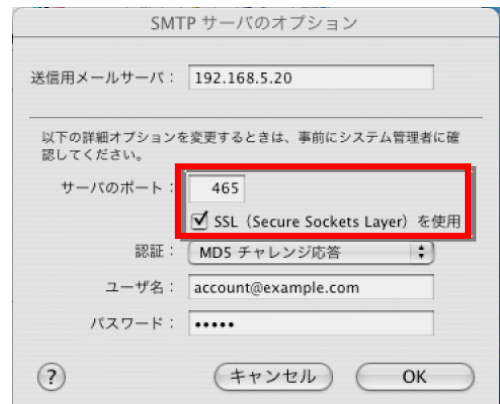 SMTP サーバのオプション
送信用メールサーバ： 192.168.5.20
以下の詳細オプションを変更するときは、事前にシステム管理者に確
認してください。
サーバのポート： 465
SSL（Secure Sockets Layer）を使用
認証： MD5 チャレンジ応答
ユーザ名： account@example.com
パスワード： •••••
? キャンセル OK